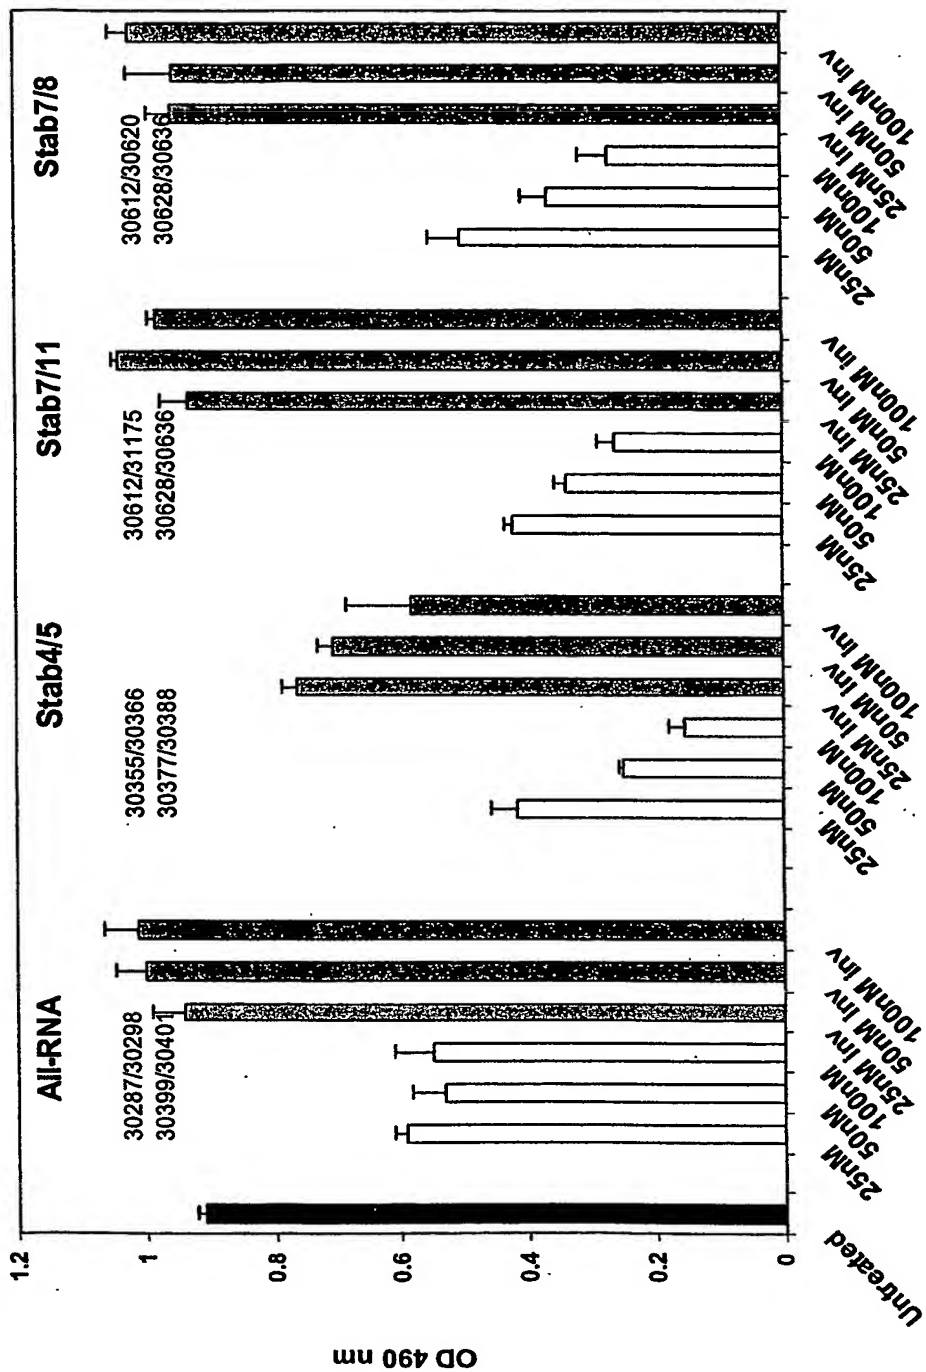 All-RNA
Stab4/5
Stab7/11
Stab7/8
30287/30298
30399/30401
30355/30366
30377/30388
30612/31175
30628/30636
30612/30620
30628/30636
1.2
1
0.8
0.6
0.4
0.2
0
OD 490 nm
Untreated
25nM
50nM
100nM
25nM Inv
50nM Inv
100nM Inv
25nM
50nM
100nM
25nM Inv
50nM Inv
100nM Inv
25nM
50nM
100nM
25nM Inv
50nM Inv
100nM Inv
25nM
50nM
100nM
25nM Inv
50nM Inv
100nM Inv